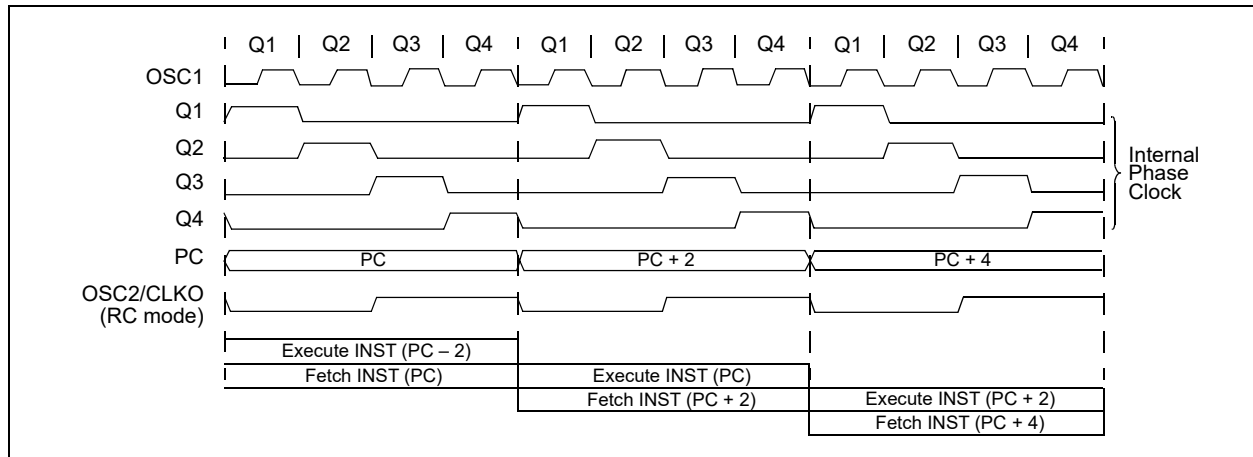 Q1 Q2 Q3 Q4 Q1 Q2 Q3 Q4 Q1 Q2 Q3 Q4
OSC1
Q1
Q2
Q3
Q4
Internal
Phase
Clock
PC PC PC + 2 PC + 4
OSC2/CLKO
(RC mode)
Execute INST (PC – 2)
Fetch INST (PC) Execute INST (PC)
Fetch INST (PC + 2) Execute INST (PC + 2)
Fetch INST (PC + 4)